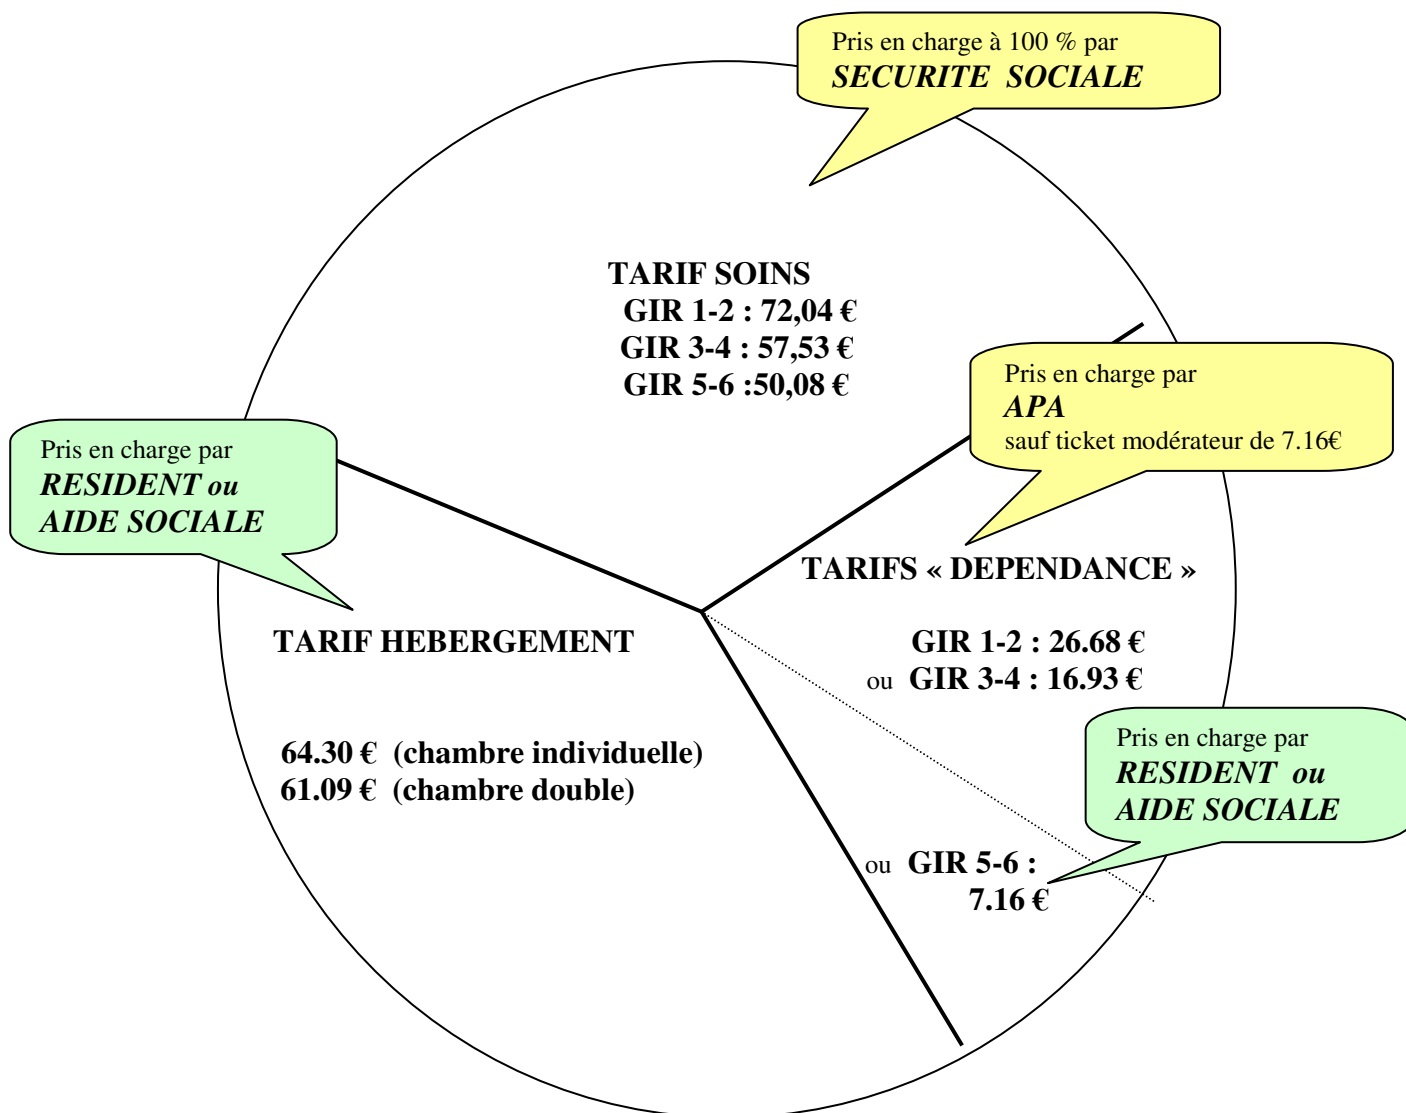 Pris en charge à 100 % par
SECURITE SOCIALE
TARIF SOINS
GIR 1-2 : 72,04 €
GIR 3-4 : 57,53 €
GIR 5-6 :50,08 €
Pris en charge par
APA
sauf ticket modérateur de 7.16€
Pris en charge par
RESIDENT ou
AIDE SOCIALE
TARIFS « DEPENDANCE »
GIR 1-2 : 26.68 €
ou GIR 3-4 : 16.93 €
TARIF HEBERGEMENT
64.30 € (chambre individuelle)
61.09 € (chambre double)
Pris en charge par
RESIDENT ou
AIDE SOCIALE
ou GIR 5-6 :
7.16 €